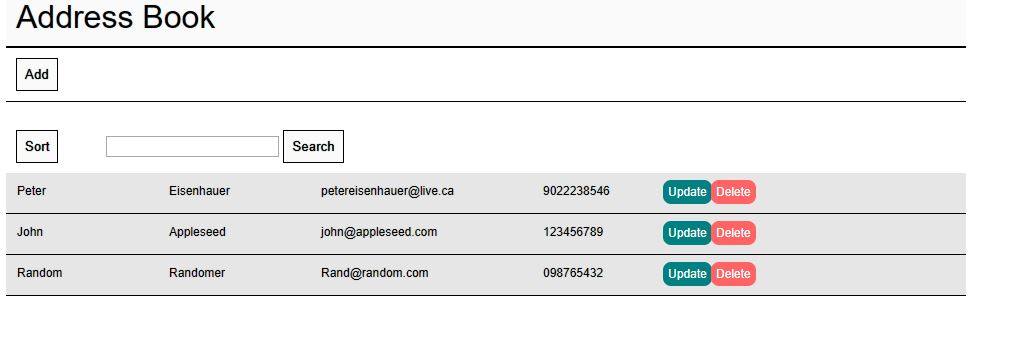 Address Book
Add
Sort Search
Peter Eisenhauer petereisenhauer@live.ca 9022238546 Update Delete
John Appleseed john@appleseed.com 123456789 Update Delete
Random Randomer Rand@random.com 098765432 Update Delete